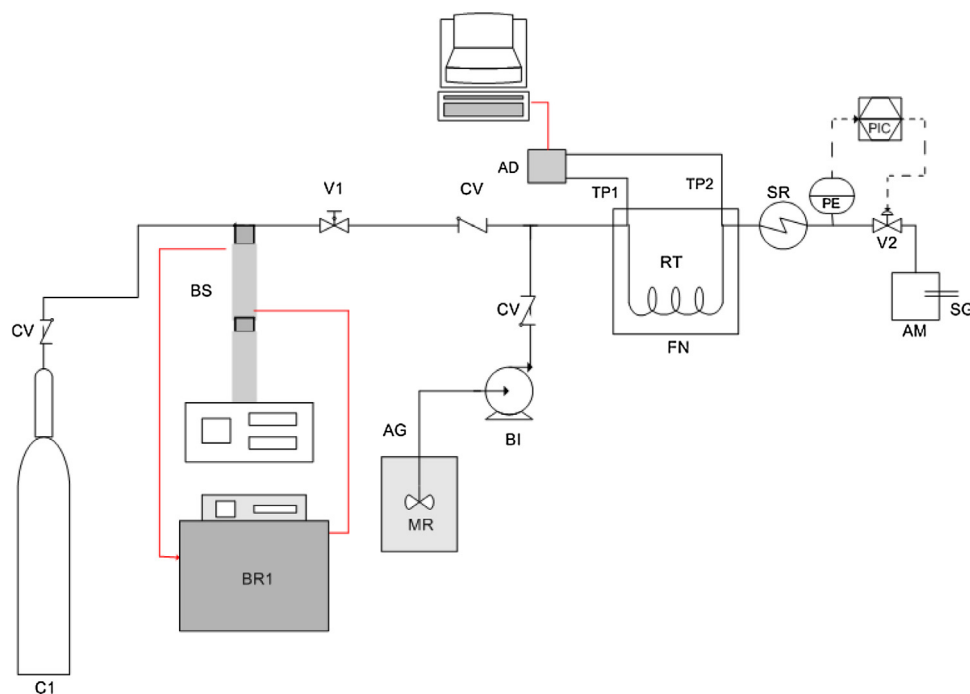 PIC
AD
V1
CV
TP1
TP2
SR
PE
V2
BS
RT
CV
CV
SG
AM
FN
AG
BI
MR
BR1
C1